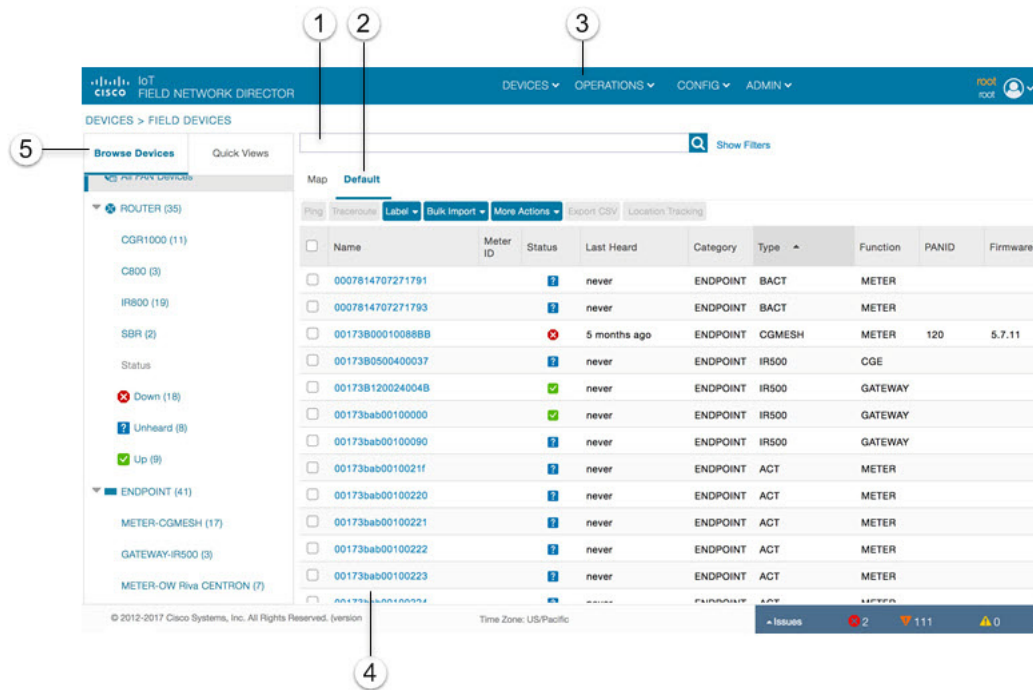 1 2 3
IoT
CISCO FIELD NETWORK DIRECTOR
DEVICES OPERATIONS CONFIG ADMIN
root
root
DEVICES > FIELD DEVICES
5
Browse Devices Quick Views
Show Filters
Map Default
All FAN Devices
Ping Traceroute Label Bulk Import More Actions Export CSV Location Tracking
ROUTER (35)
CGR1000 (11)
C800 (3)
IR800 (19)
SBR (2)
Status
Down (18)
Unheard (8)
Up (9)
ENDPOINT (41)
METER-CGMESH (17)
GATEWAY-IR500 (3)
METER-OW Riva CENTRON (7)
Name Meter ID Status Last Heard Category Type Function PANID Firmware
0007814707271791 ? never ENDPOINT BACT METER
0007814707271793 ? never ENDPOINT BACT METER
00173B00010088BB 5 months ago ENDPOINT CGMESH METER 120 5.7.11
00173B0500400037 ? never ENDPOINT IR500 CGE
00173B120024004B never ENDPOINT IR500 GATEWAY
00173bab00100000 never ENDPOINT IR500 GATEWAY
00173bab00100090 ? never ENDPOINT IR500 GATEWAY
00173bab0010021f ? never ENDPOINT ACT METER
00173bab00100220 ? never ENDPOINT ACT METER
00173bab00100221 ? never ENDPOINT ACT METER
00173bab00100222 ? never ENDPOINT ACT METER
00173bab00100223 ? never ENDPOINT ACT METER
© 2012-2017 Cisco Systems, Inc. All Rights Reserved. (version
Time Zone: US/Pacific
Issues 2 111 0
4